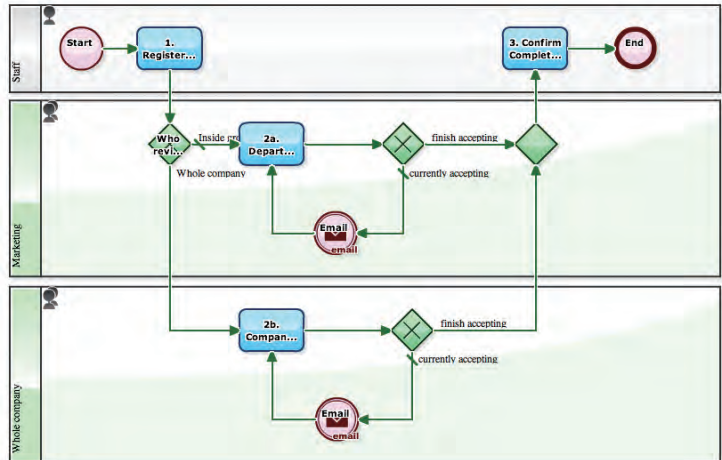 Staff
Start
1.
Register...
3. Confirm
Complet...
End
Marketing
Who
revi...
Inside
2a.
Depart...
finish accepting
Whole company
currently accepting
Email
email
Whole company
2b.
Compan...
finish accepting
currently accepting
Email
email